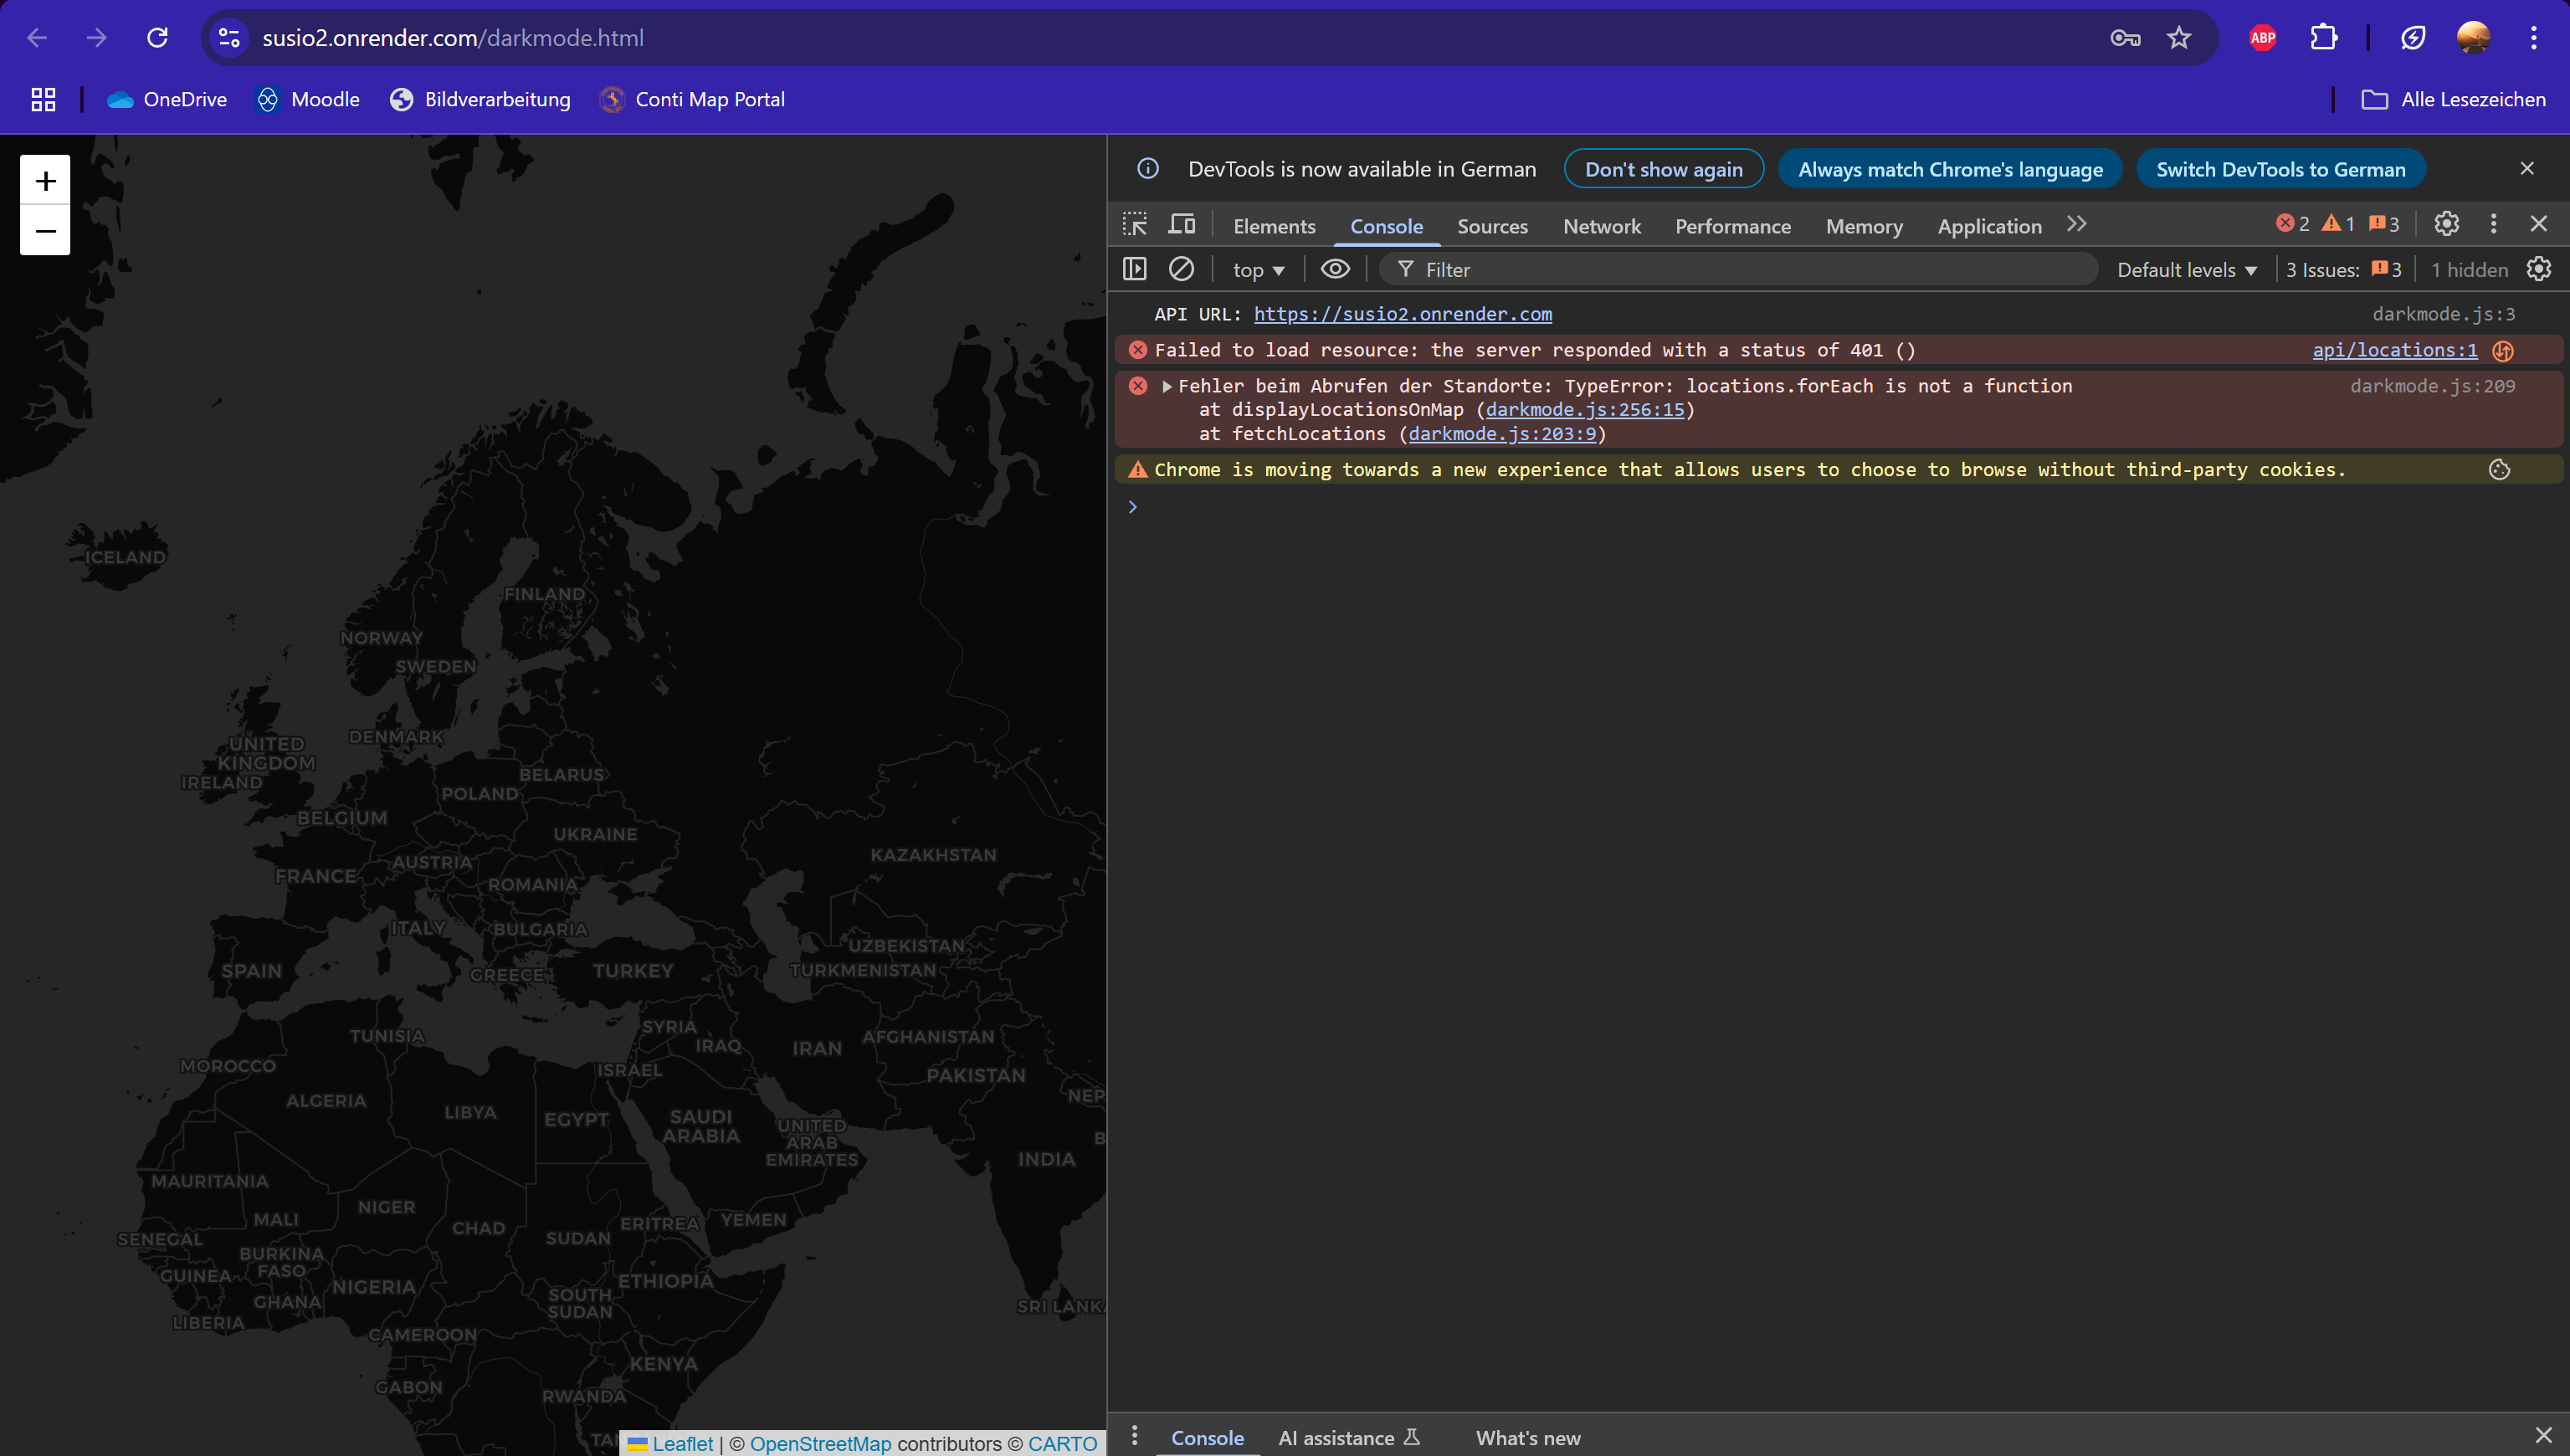 susio2.onrender.com/darkmode.html
ABP
OneDrive
Moodle
Bildverarbeitung
Conti Map Portal
Alle Lesezeichen
+
−
ICELAND
FINLAND
NORWAY
SWEDEN
DENMARK
UNITED
KINGDOM
IRELAND
BELARUS
POLAND
BELGIUM
UKRAINE
KAZAKHSTAN
AUSTRIA
FRANCE
ROMANIA
ITALY
BULGARIA
UZBEKISTAN
SPAIN
GREECE
TURKEY
TURKMENISTAN
SYRIA
TUNISIA
IRAQ
IRAN
AFGHANISTAN
MOROCCO
ISRAEL
PAKISTAN
NEP
ALGERIA
LIBYA
EGYPT
SAUDI
ARABIA
UNITED
ARAB
EMIRATES
B
INDIA
MAURITANIA
NIGER
MALI
CHAD
ERITREA
YEMEN
SENEGAL
SUDAN
BURKINA
FASO
GUINEA
NIGERIA
ETHIOPIA
GHANA
SOUTH
SUDAN
SRI LANKA
LIBERIA
CAMEROON
KENYA
GABON
RWANDA
TAN
Leaflet | © OpenStreetMap contributors © CARTO
DevTools is now available in German
Don't show again
Always match Chrome's language
Switch DevTools to German
Elements
Console
Sources
Network
Performance
Memory
Application
2
1
3
top
Filter
Default levels
3 Issues:
3
1 hidden
API URL: https://susio2.onrender.com
darkmode.js:3
Failed to load resource: the server responded with a status of 401 ()
api/locations:1
Fehler beim Abrufen der Standorte: TypeError: locations.forEach is not a function
darkmode.js:209
at displayLocationsOnMap (darkmode.js:256:15)
at fetchLocations (darkmode.js:203:9)
Chrome is moving towards a new experience that allows users to choose to browse without third-party cookies.
Console
AI assistance
What's new